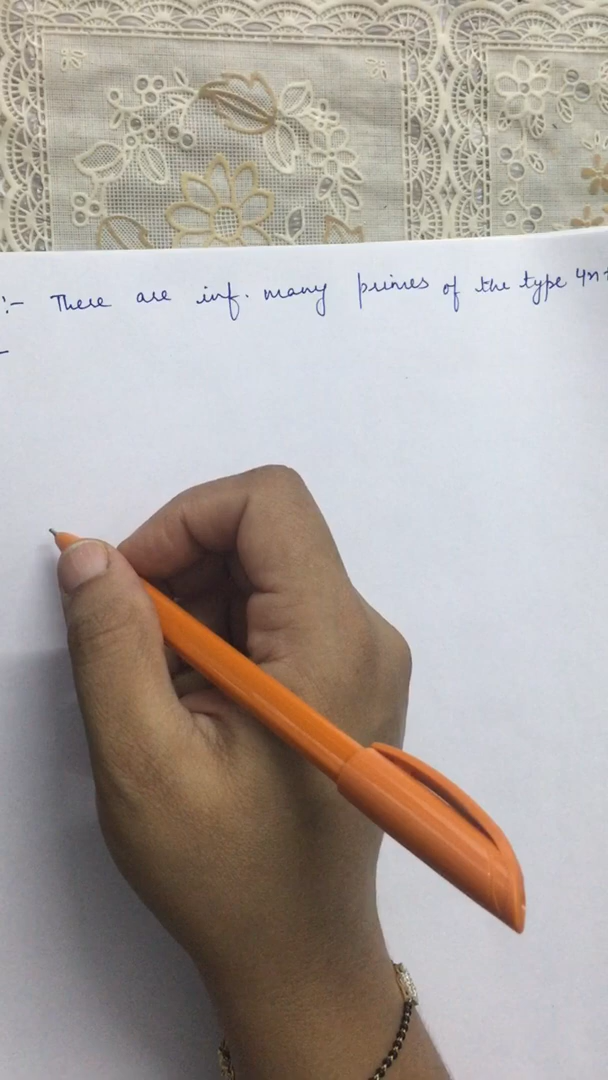 :- There are inf. many primes of the type 4n+
-